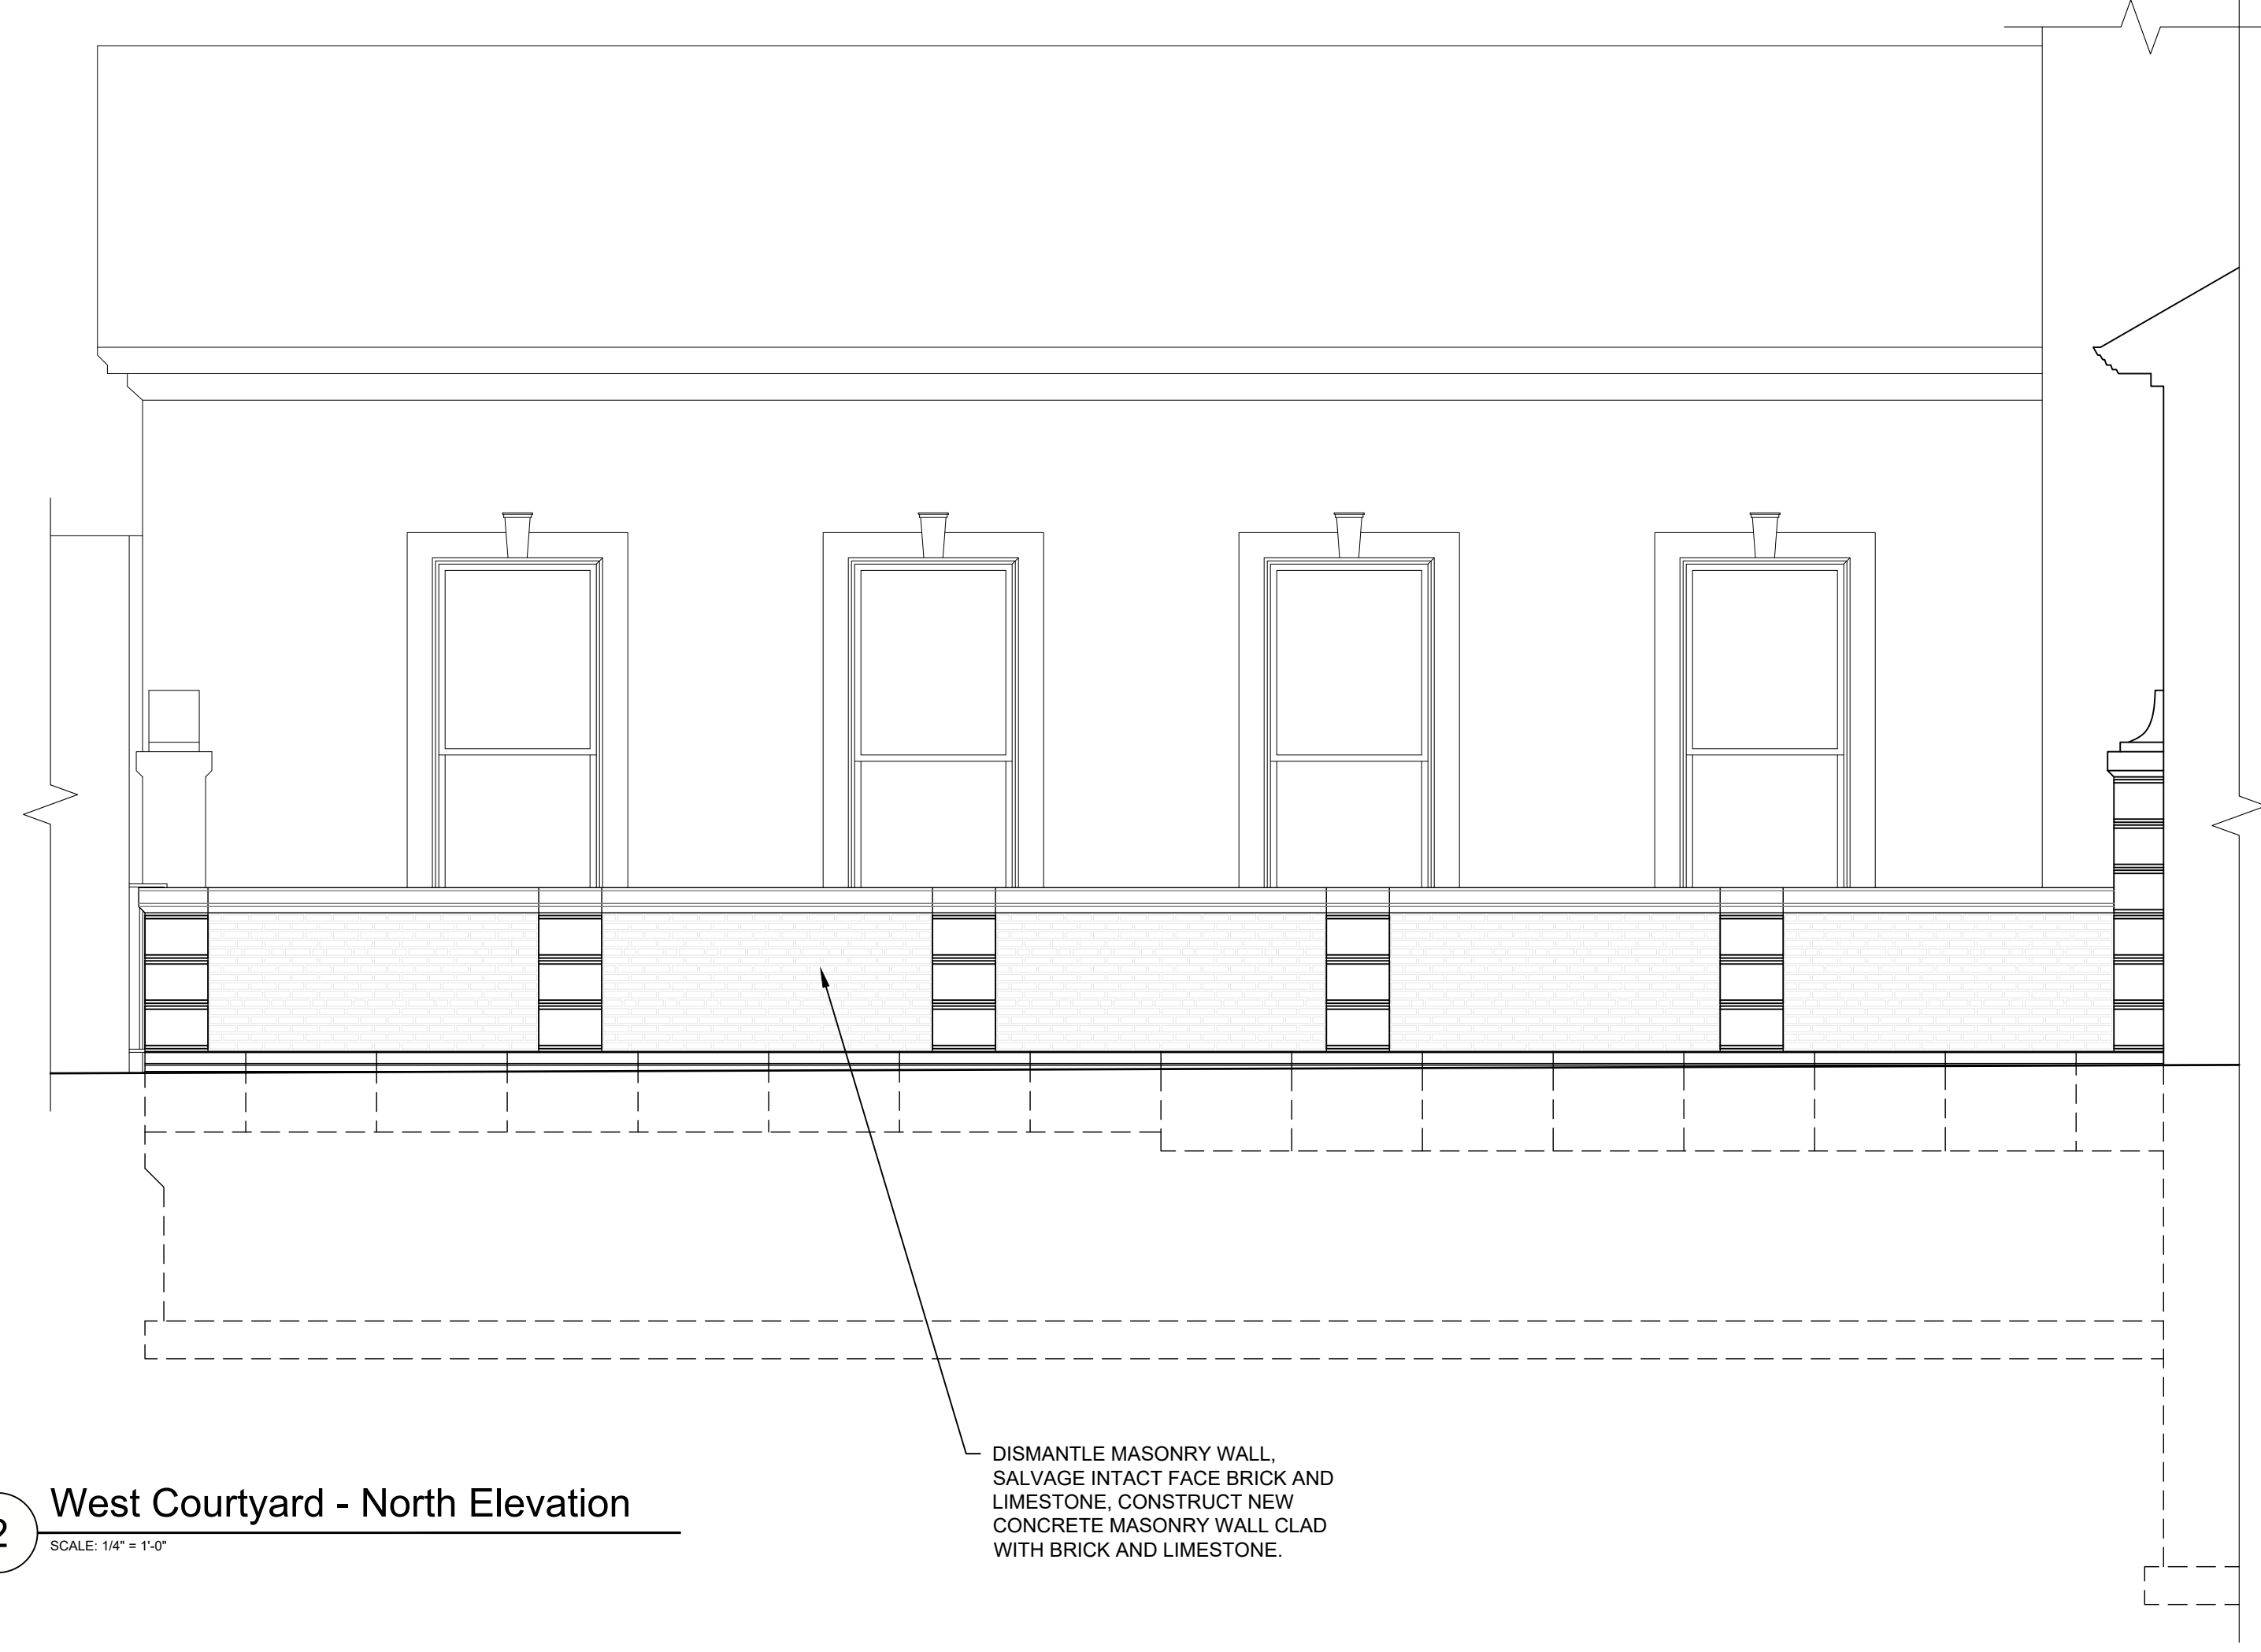 DISMANTLE MASONRY WALL,
SALVAGE INTACT FACE BRICK AND
LIMESTONE, CONSTRUCT NEW
CONCRETE MASONRY WALL CLAD
WITH BRICK AND LIMESTONE.
2
West Courtyard - North Elevation
SCALE: 1/4" = 1'-0"